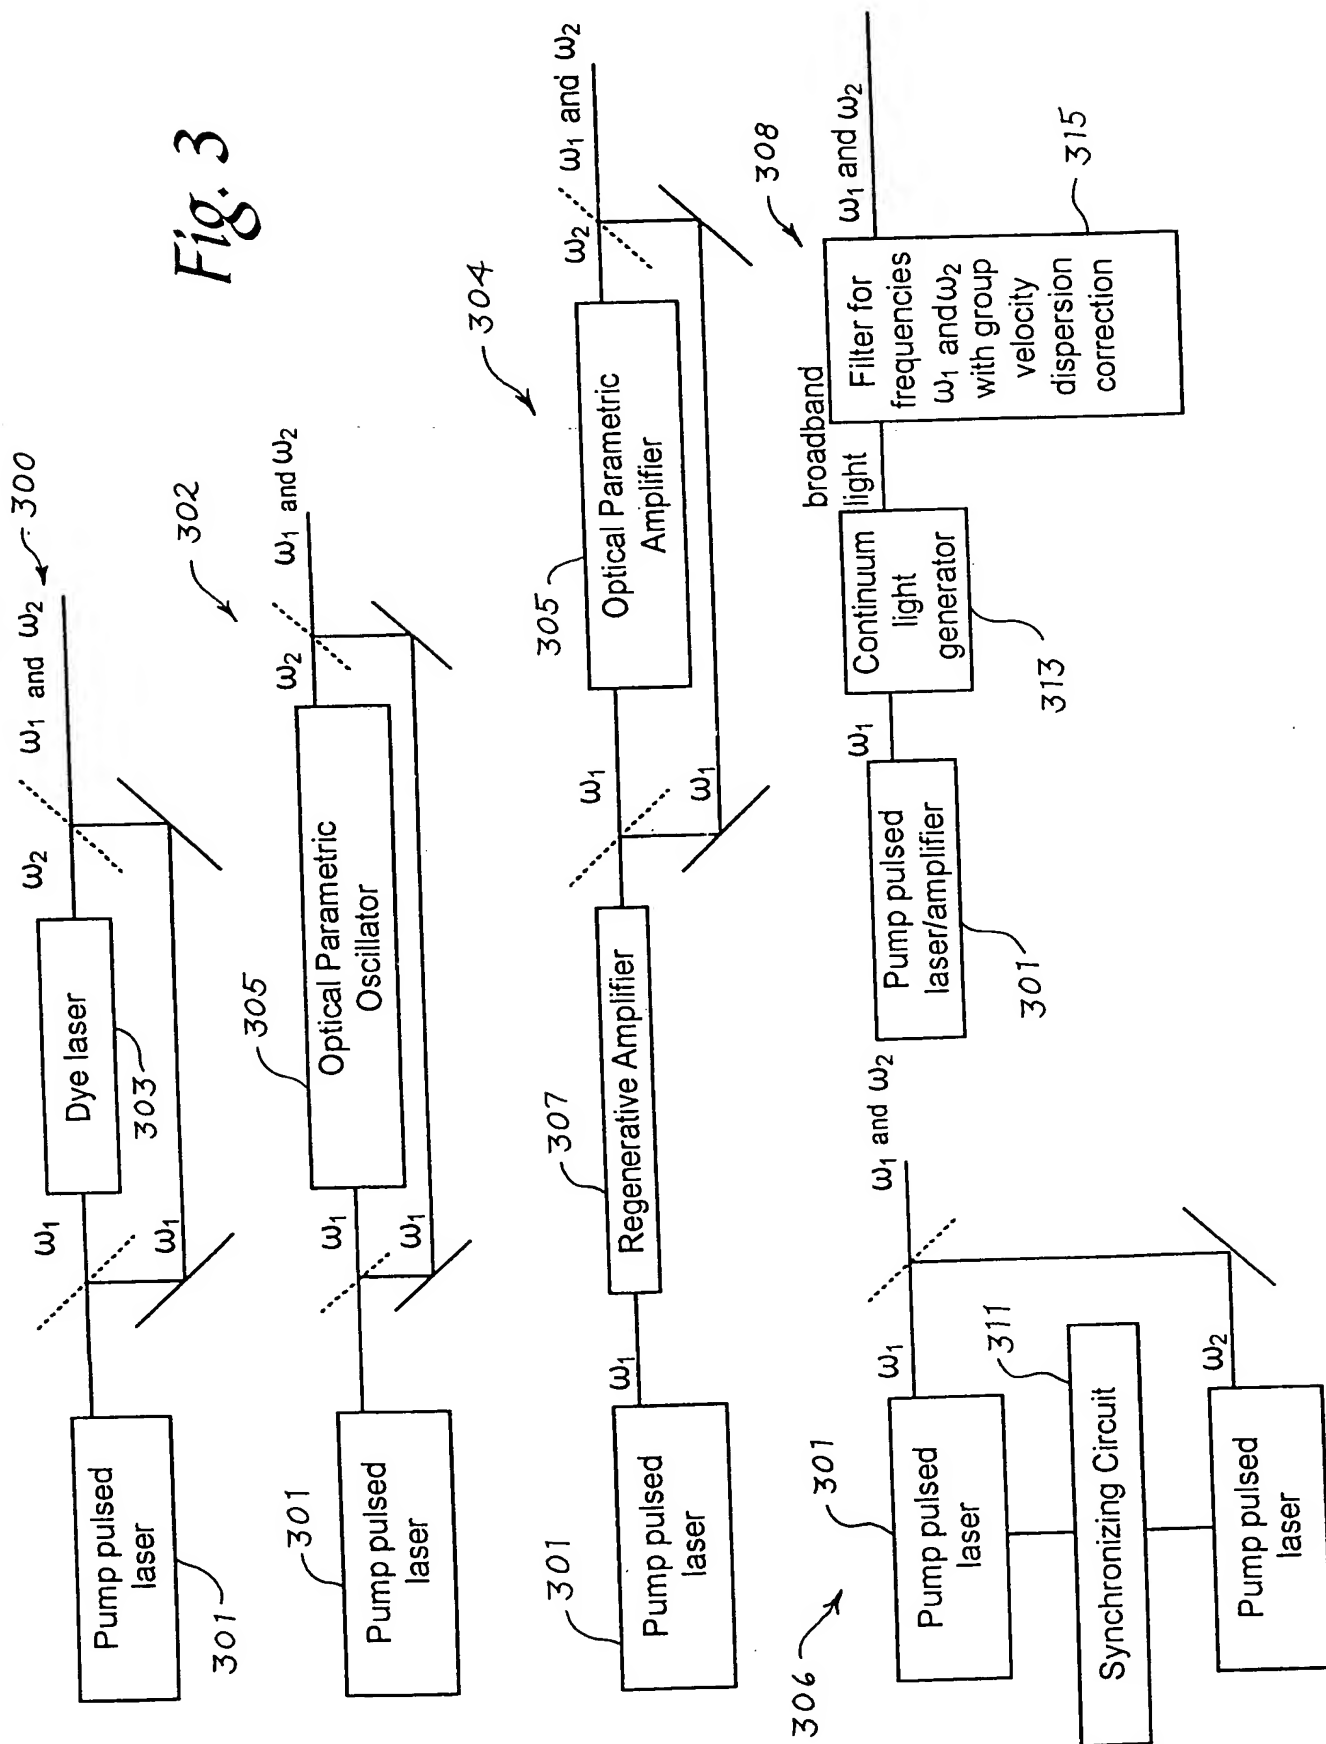 Fig. 3
300
Pump pulsed
laser
301
ω1
ω1
Dye laser
303
ω2
ω1 and ω2
302
Pump pulsed
laser
301
ω1
ω1
Optical Parametric
Oscillator
305
ω2
ω1 and ω2
304
Pump pulsed
laser
301
ω1
Regenerative Amplifier
307
ω1
ω1
Optical Parametric
Amplifier
305
ω2
ω1 and ω2
306
Pump pulsed
laser
301
ω1
Synchronizing Circuit
311
Pump pulsed
laser
ω2
ω1 and ω2
308
Pump pulsed
laser/amplifier
301
ω1
Continuum
light
generator
313
broadband
light
Filter for
frequencies
ω1 and ω2
with group
velocity
dispersion
correction
315
ω1 and ω2